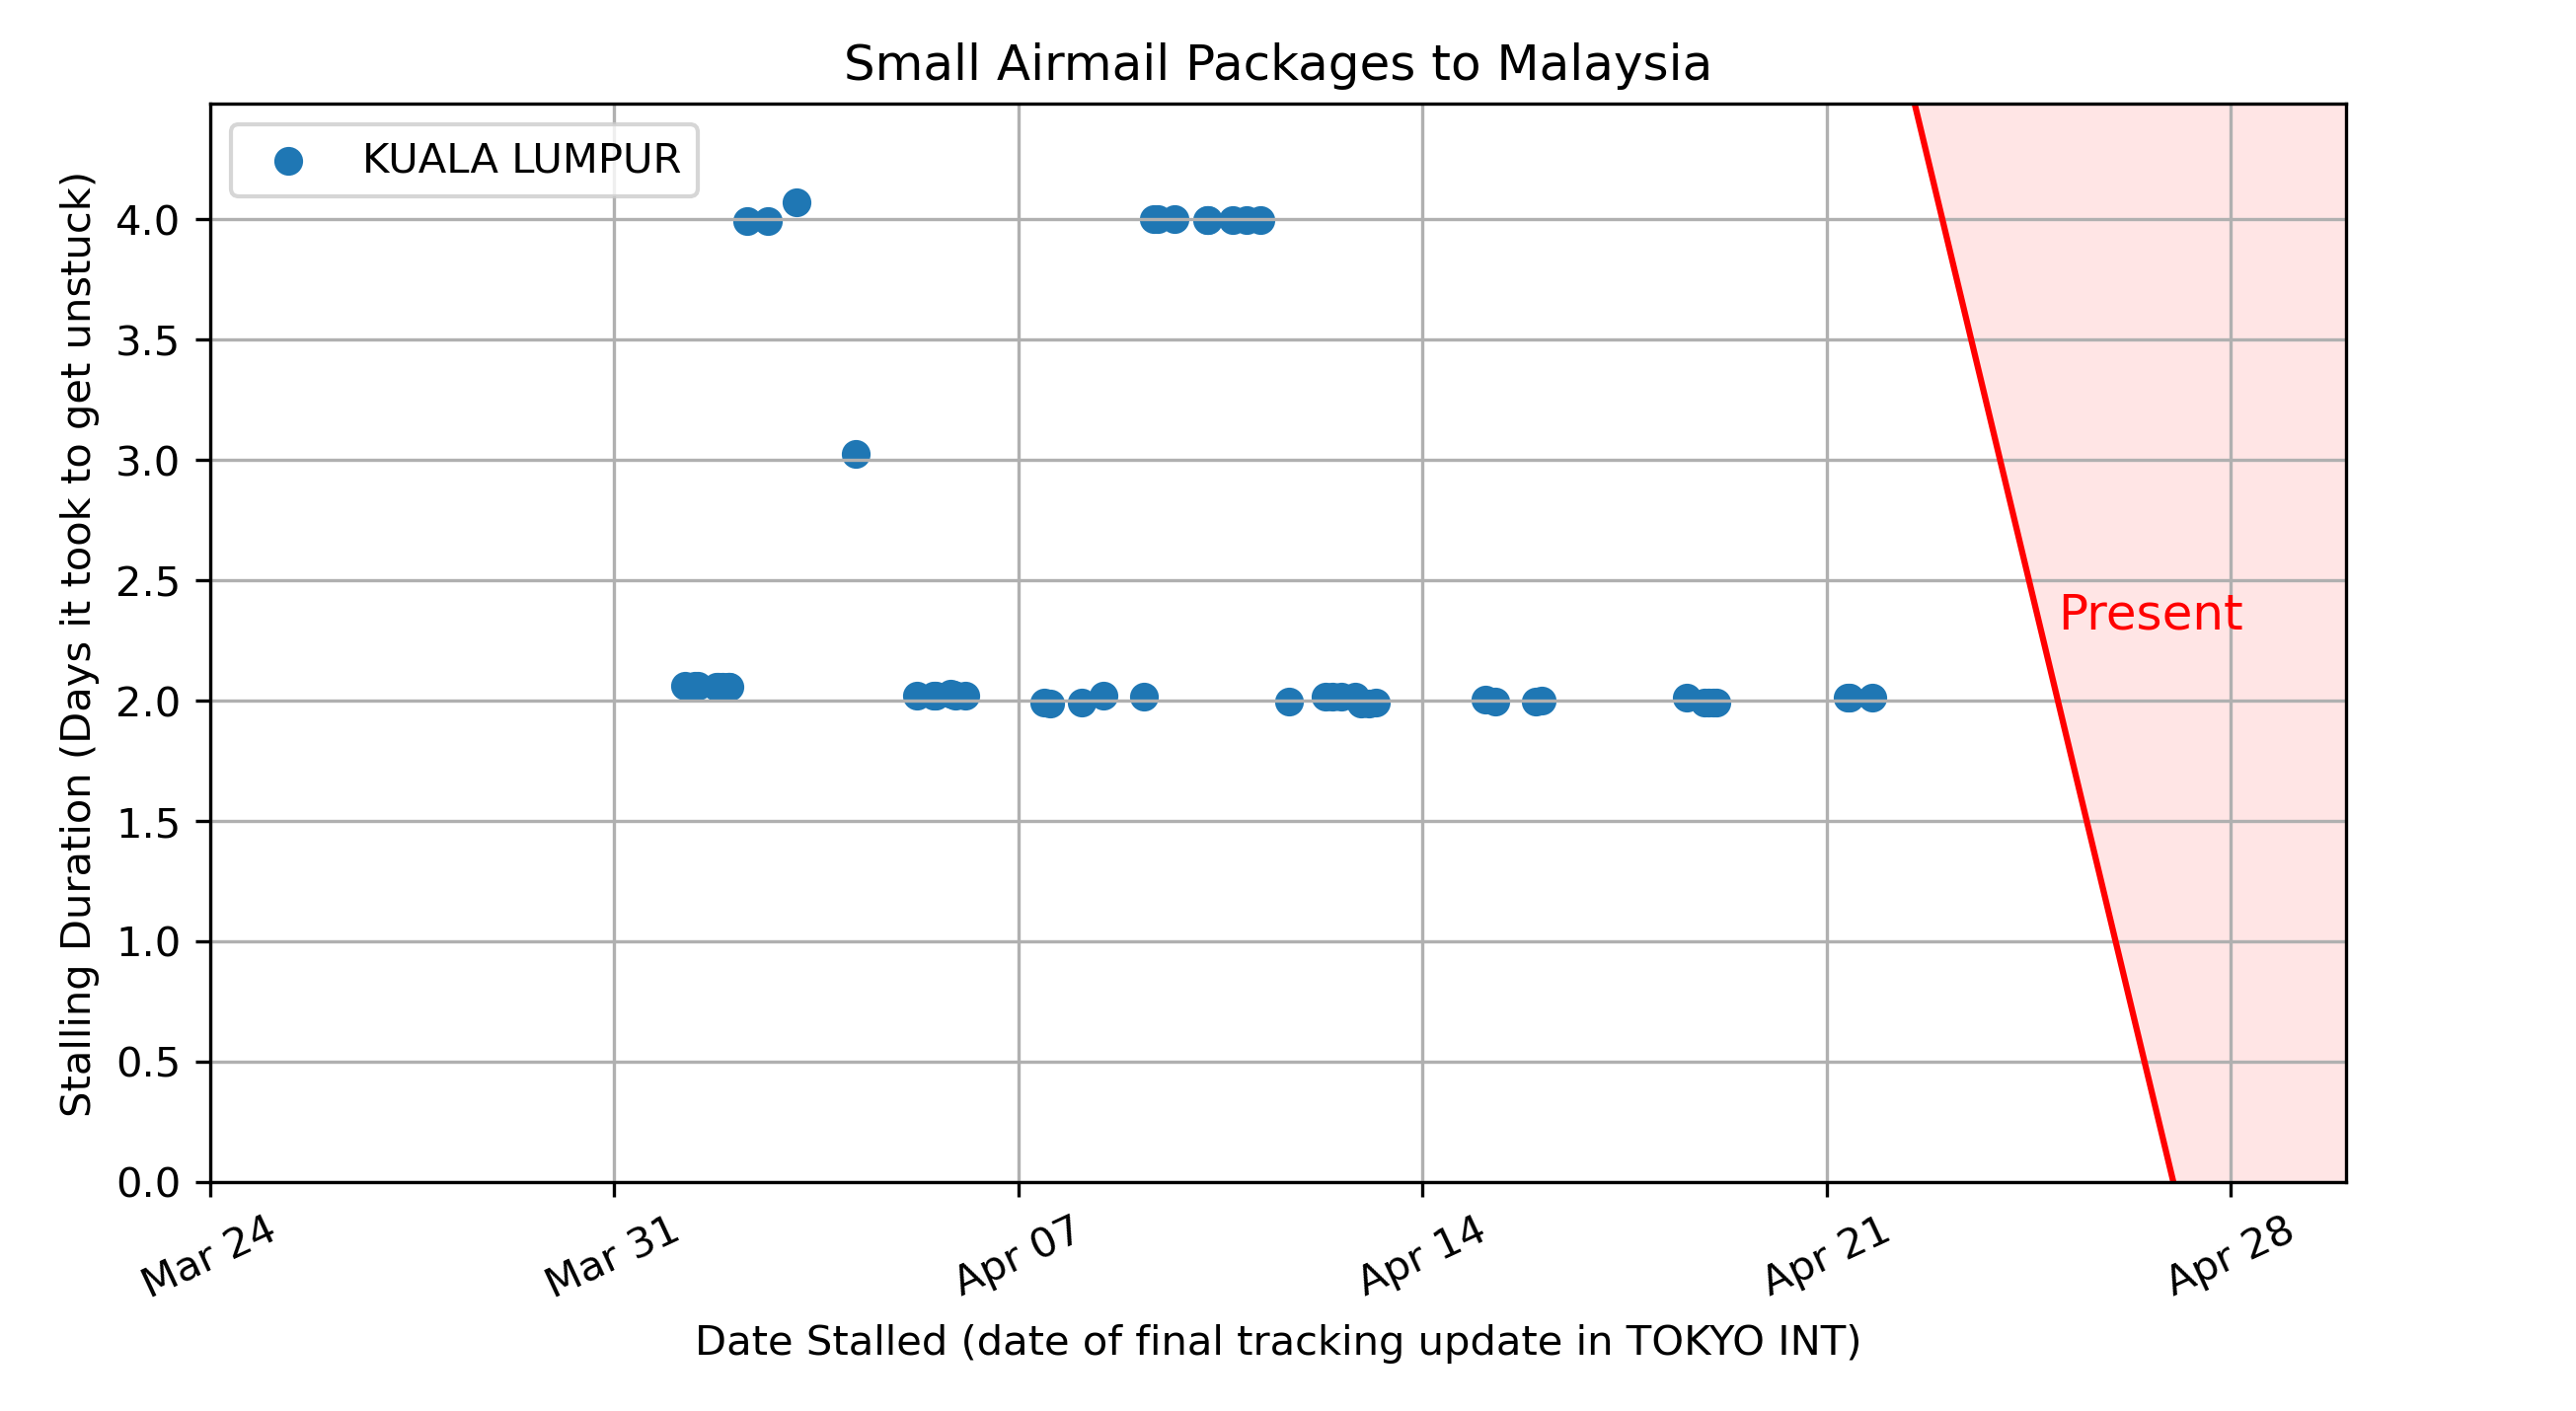 Small Airmail Packages to Malaysia
KUALA LUMPUR
Stalling Duration (Days it took to get unstuck)
4.0
3.5
3.0
2.5
2.0
1.5
1.0
0.5
0.0
Present
Mar 24
Mar 31
Apr 07
Apr 14
Apr 21
Apr 28
Date Stalled (date of final tracking update in TOKYO INT)